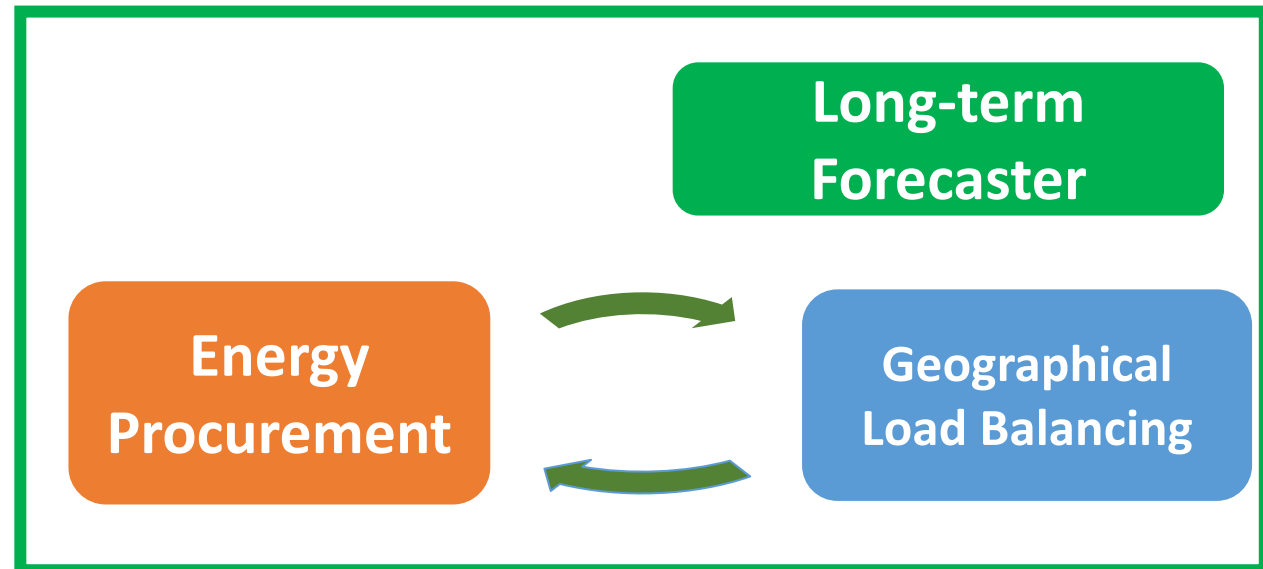 Long-term
Forecaster
Energy
Procurement
Geographical
Load Balancing